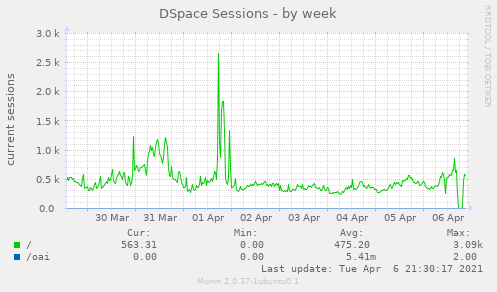 DSpace Sessions - by week
RRDTOOL / TOBI OETIKER
current sessions
3.0 k
2.5 k
2.0 k
1.5 k
1.0 k
0.5 k
0.0
30 Mar 31 Mar 01 Apr 02 Apr 03 Apr 04 Apr 05 Apr 06 Apr
Cur: Min: Avg: Max:
/ 563.31 0.00 475.20 3.09k
/oai 0.00 0.00 5.41m 2.00
Last update: Tue Apr 6 21:30:17 2021
Munin 2.0.37-1ubuntu0.1